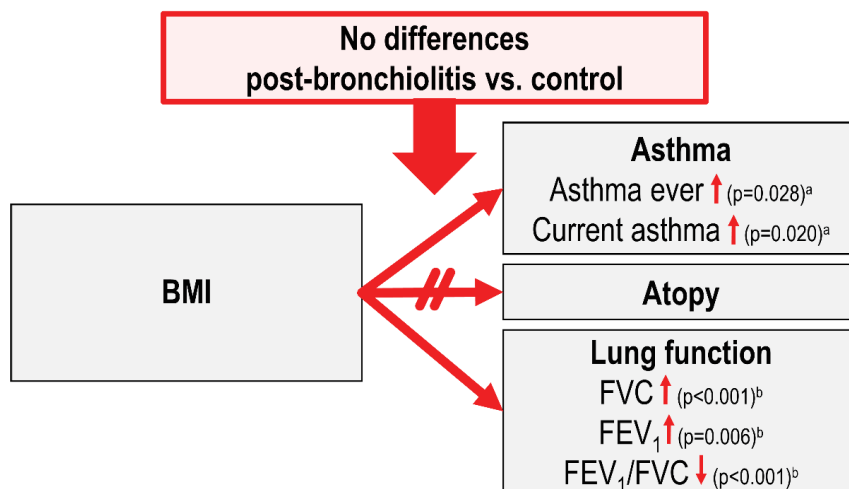 No differences
post-bronchiolitis vs. control
Asthma
Asthma ever ↑ (p=0.028)ᵃ
Current asthma ↑ (p=0.020)ᵃ
BMI
Atopy
Lung function
FVC ↑ (p<0.001)ᵇ
FEV₁ ↑ (p=0.006)ᵇ
FEV₁/FVC ↓ (p<0.001)ᵇ